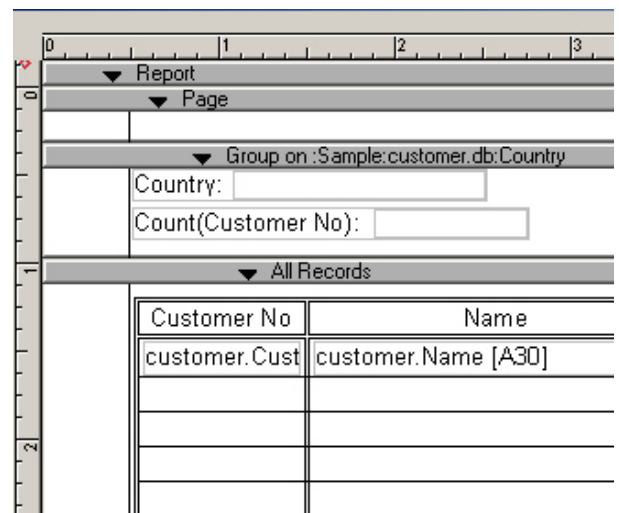 0 1 2 3
Report
0
Page
Group on :Sample:customer.db:Country
Country:
Count(Customer No):
1
All Records
Customer No Name
customer.Cust customer.Name [A30]
2